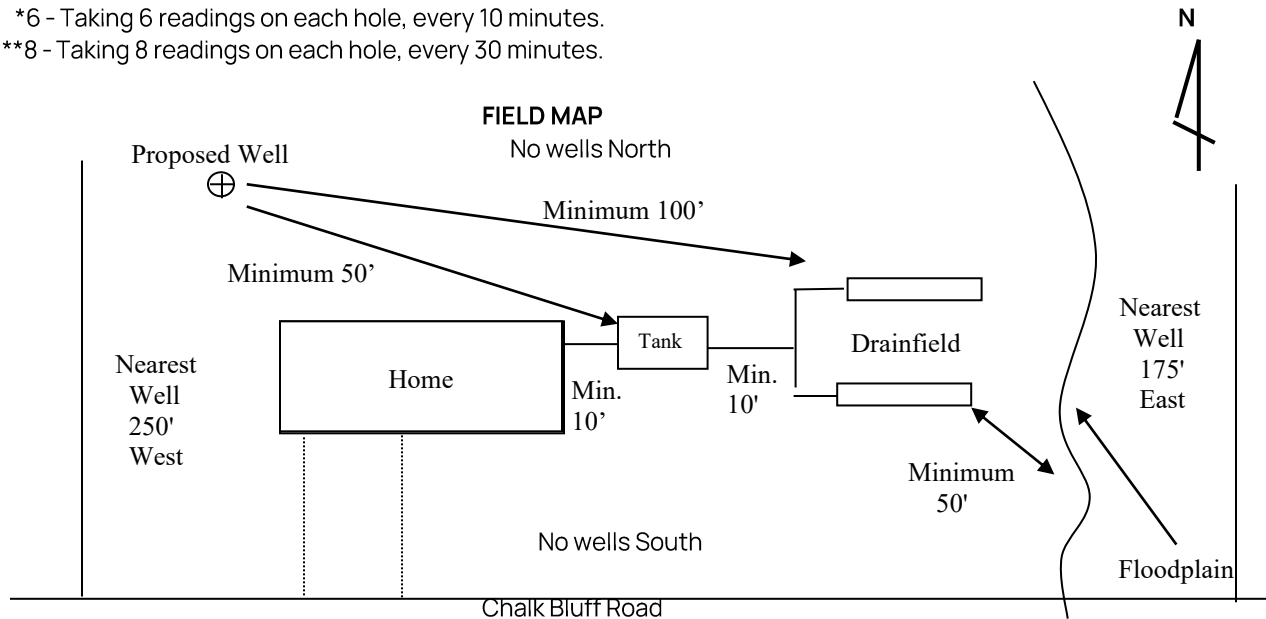 *6 - Taking 6 readings on each hole, every 10 minutes.
**8 - Taking 8 readings on each hole, every 30 minutes.
N
FIELD MAP
No wells North
Proposed Well
Minimum 100’
Minimum 50’
Tank
Drainfield
Home
Min.
10’
Min.
10'
Nearest
Well
250'
West
Nearest
Well
175'
East
Minimum
50'
No wells South
Floodplain
Chalk Bluff Road